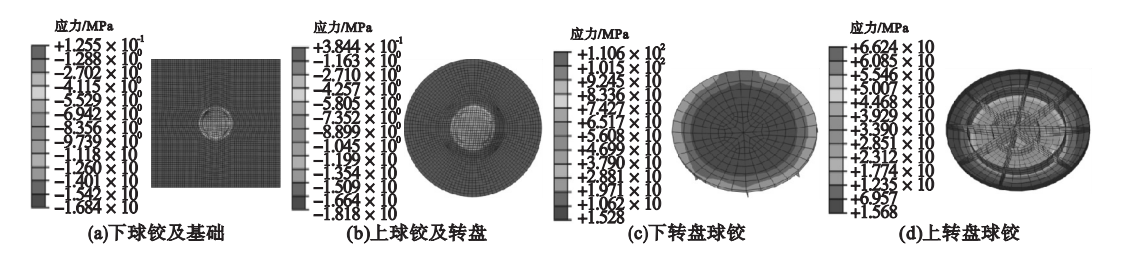 应力/MPa
+1.255 × 10⁻¹
−1.288 × 10⁰
−2.702 × 10⁰
−4.115 × 10⁰
−5.529 × 10⁰
−6.942 × 10⁰
−8.356 × 10⁰
−9.739 × 10⁰
−1.118 × 10
−1.260 × 10
−1.401 × 10
−1.542 × 10
−1.684 × 10
(a)下球铰及基础
应力/MPa
+3.844 × 10⁻¹
−1.163 × 10⁰
−2.710 × 10⁰
−4.257 × 10⁰
−5.805 × 10⁰
−7.352 × 10⁰
−8.899 × 10⁰
−1.045 × 10
−1.199 × 10
−1.354 × 10
−1.509 × 10
−1.664 × 10
−1.818 × 10
(b)上球铰及转盘
应力/MPa
+1.106 × 10²
+1.015 × 10²
+9.245 × 10
+8.336 × 10
+7.427 × 10
+6.517 × 10
+5.608 × 10
+4.699 × 10
+3.790 × 10
+2.881 × 10
+1.971 × 10
+1.062 × 10
+1.528
(c)下转盘球铰
应力/MPa
+6.624 × 10
+6.085 × 10
+5.546 × 10
+5.007 × 10
+4.468 × 10
+3.929 × 10
+3.390 × 10
+2.851 × 10
+2.312 × 10
+1.774 × 10
+1.235 × 10
+6.957
+1.568
(d)上转盘球铰